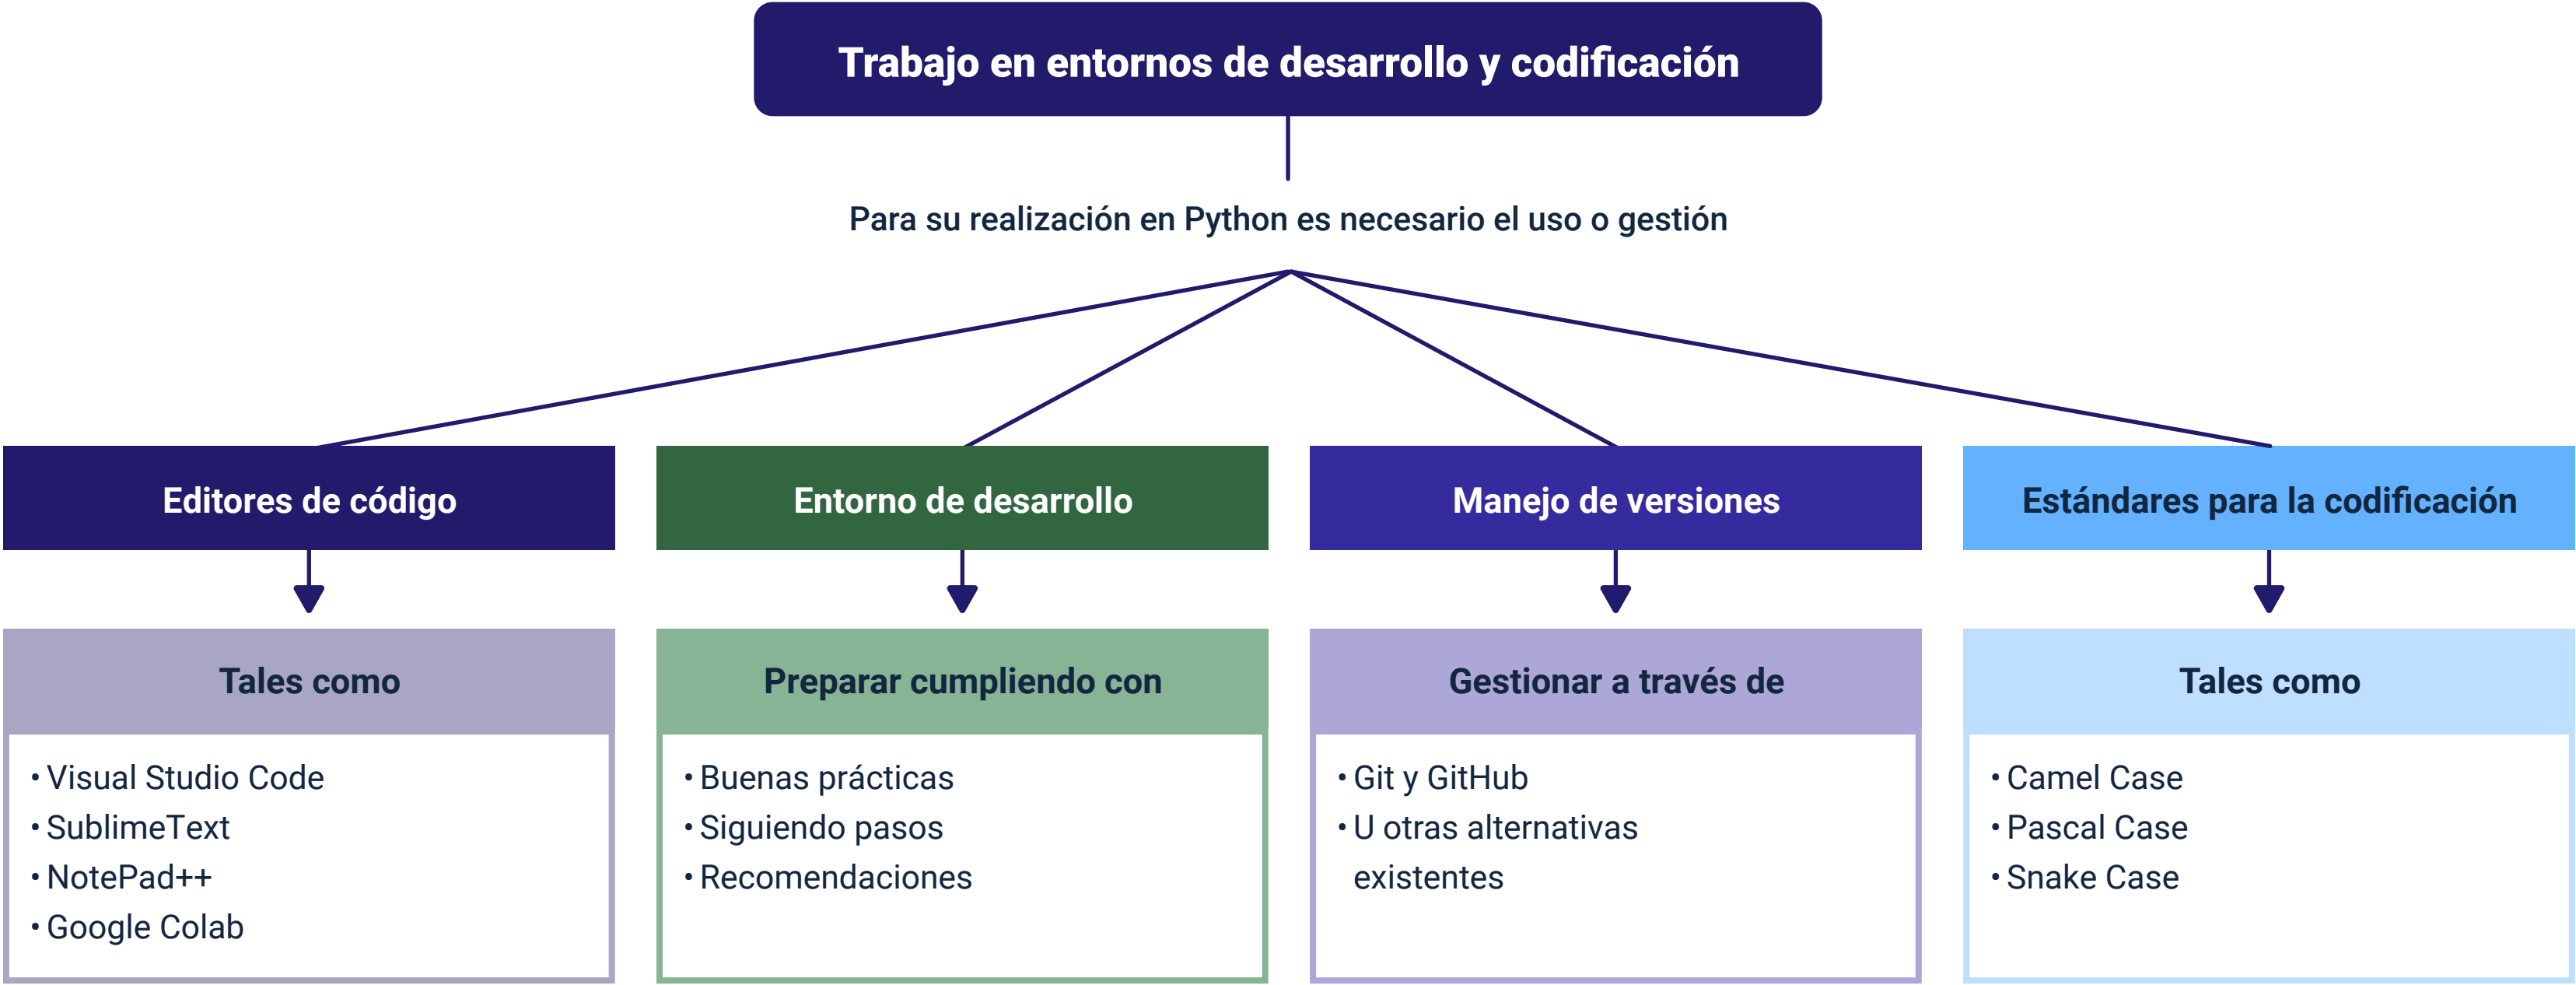 Trabajo en entornos de desarrollo y codificación
Para su realización en Python es necesario el uso o gestión
Editores de código
Tales como
• Visual Studio Code
• SublimeText
• NotePad++
• Google Colab
Entorno de desarrollo
Preparar cumpliendo con
• Buenas prácticas
• Siguiendo pasos
• Recomendaciones
Manejo de versiones
Gestionar a través de
• Git y GitHub
• U otras alternativas
existentes
Estándares para la codificación
Tales como
• Camel Case
• Pascal Case
• Snake Case